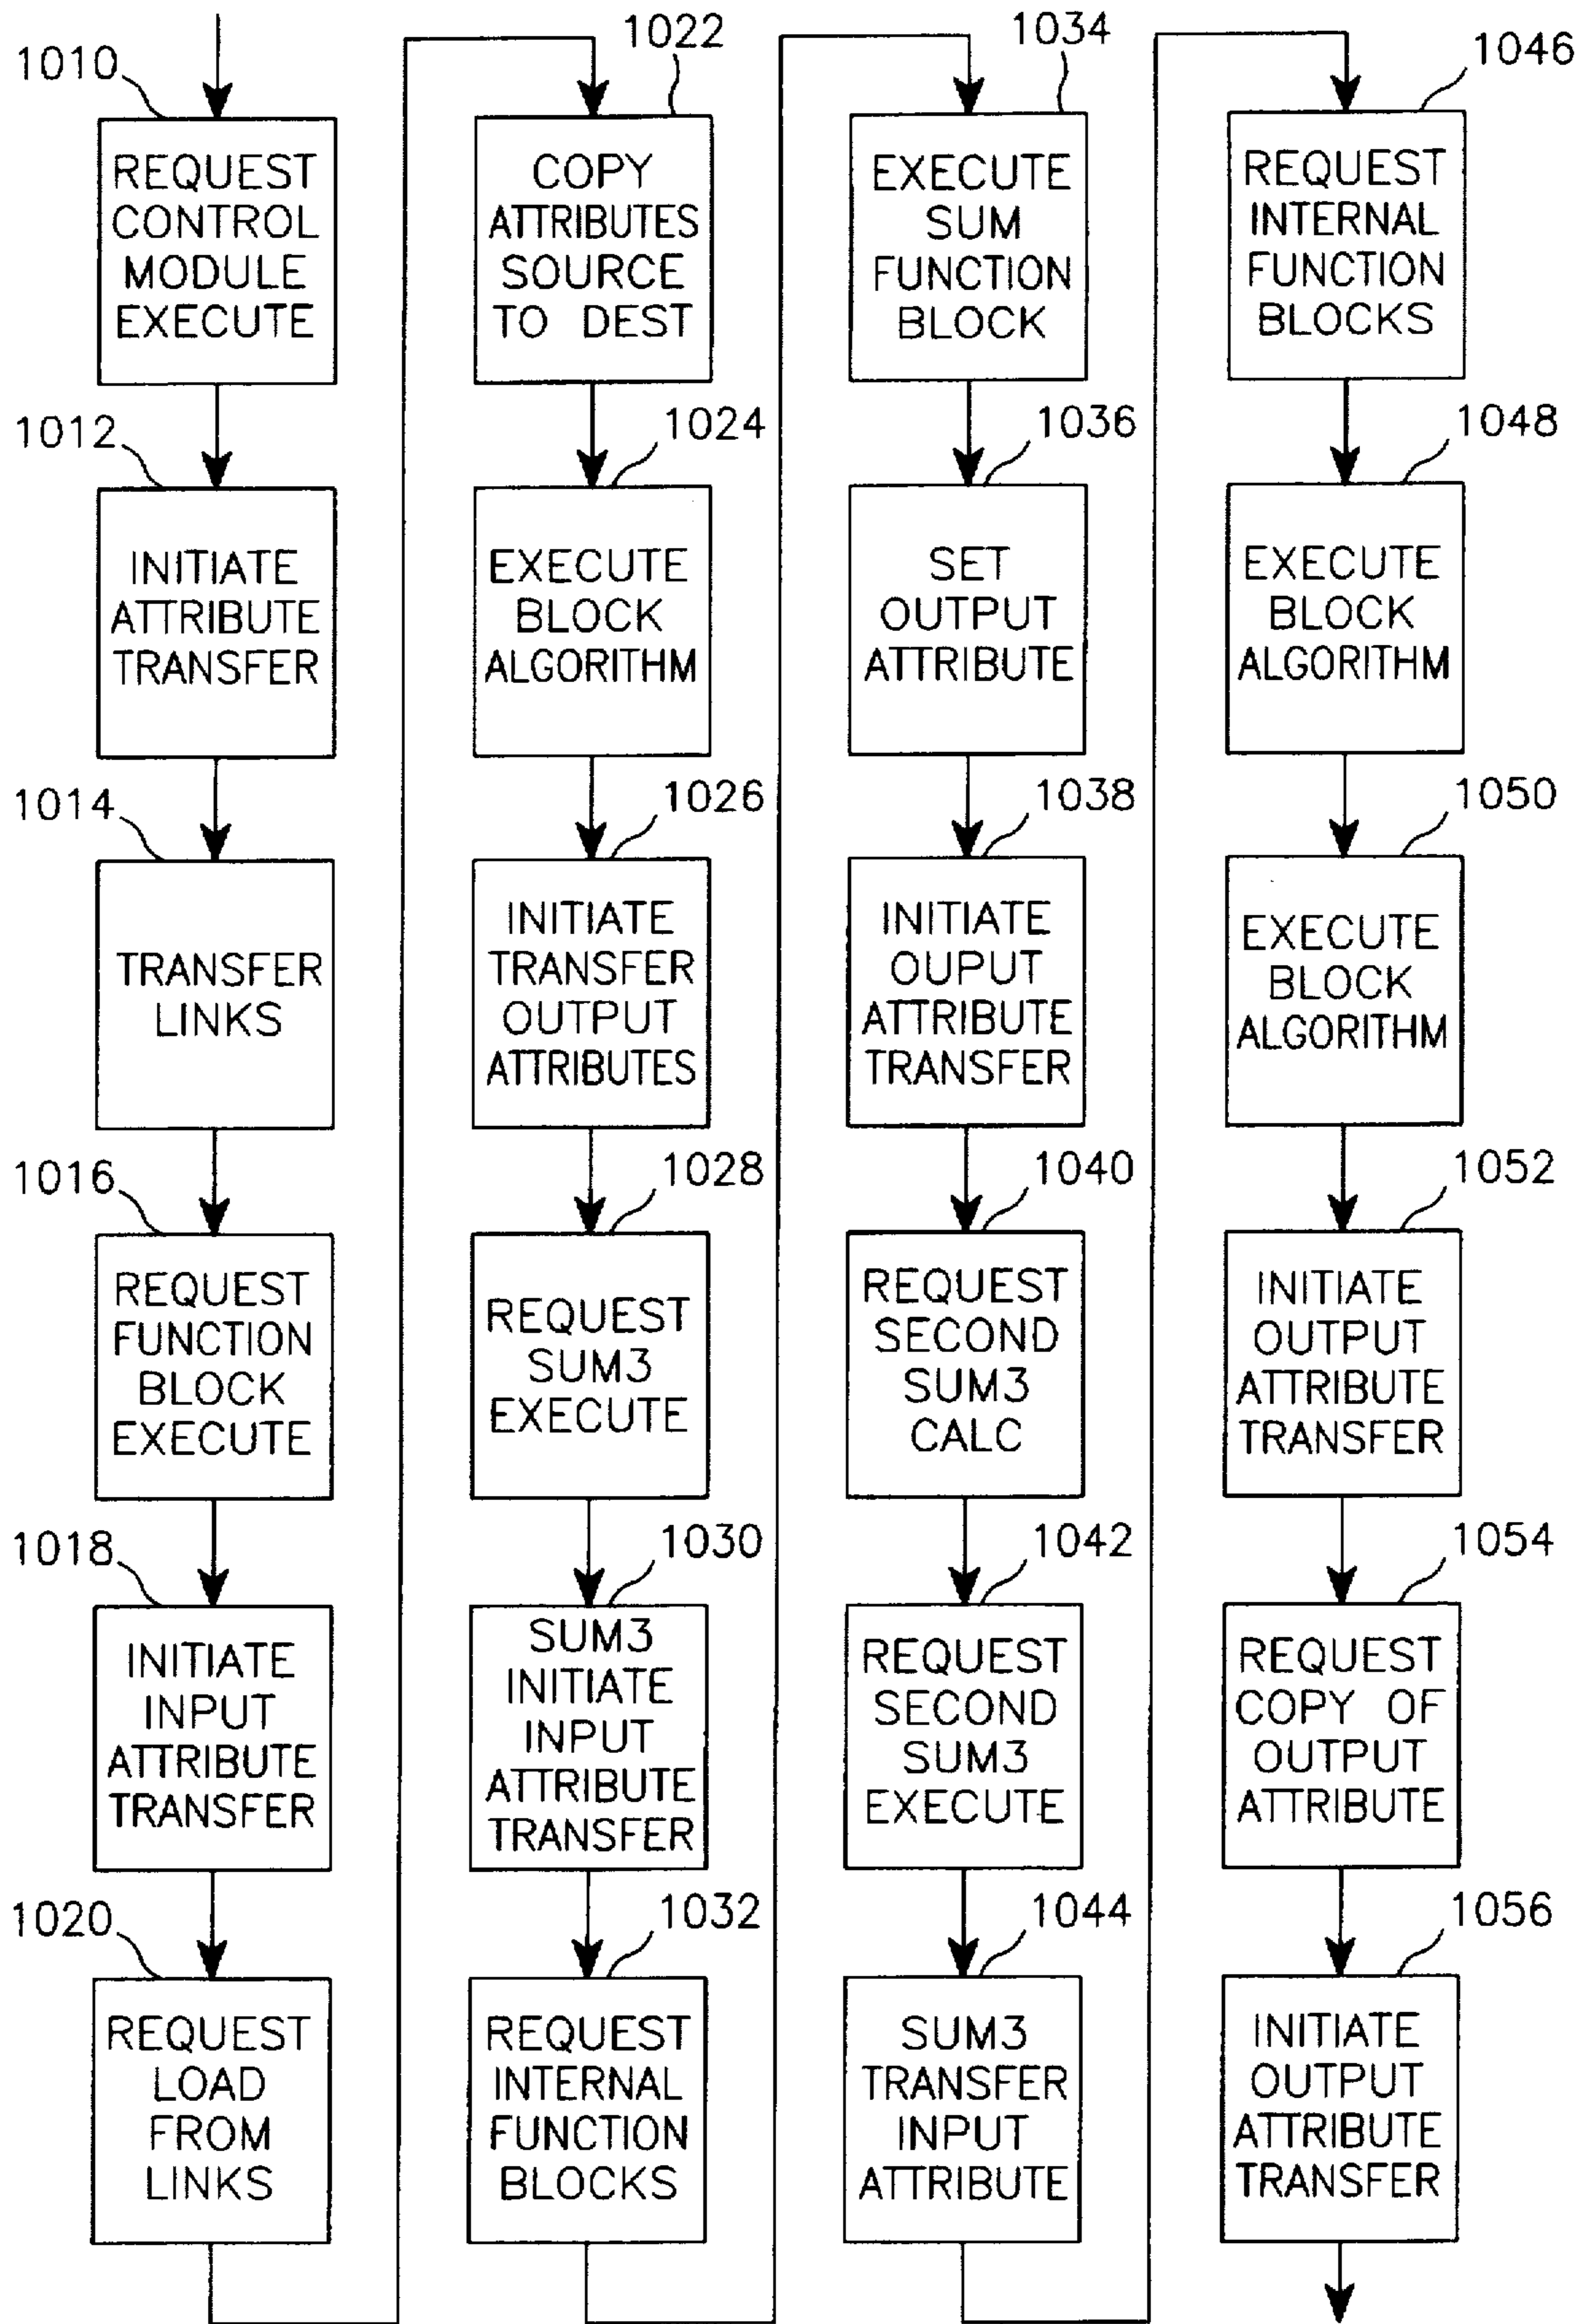 1010
REQUEST
CONTROL
MODULE
EXECUTE
1012
INITIATE
ATTRIBUTE
TRANSFER
1014
TRANSFER
LINKS
1016
REQUEST
FUNCTION
BLOCK
EXECUTE
1018
INITIATE
INPUT
ATTRIBUTE
TRANSFER
1020
REQUEST
LOAD
FROM
LINKS
1022
COPY
ATTRIBUTES
SOURCE
TO DEST
1024
EXECUTE
BLOCK
ALGORITHM
1026
INITIATE
TRANSFER
OUTPUT
ATTRIBUTES
1028
REQUEST
SUM3
EXECUTE
1030
SUM3
INITIATE
INPUT
ATTRIBUTE
TRANSFER
1032
REQUEST
INTERNAL
FUNCTION
BLOCKS
1034
EXECUTE
SUM
FUNCTION
BLOCK
1036
SET
OUTPUT
ATTRIBUTE
1038
INITIATE
OUPUT
ATTRIBUTE
TRANSFER
1040
REQUEST
SECOND
SUM3
CALC
1042
REQUEST
SECOND
SUM3
EXECUTE
1044
SUM3
TRANSFER
INPUT
ATTRIBUTE
1046
REQUEST
INTERNAL
FUNCTION
BLOCKS
1048
EXECUTE
BLOCK
ALGORITHM
1050
EXECUTE
BLOCK
ALGORITHM
1052
INITIATE
OUTPUT
ATTRIBUTE
TRANSFER
1054
REQUEST
COPY OF
OUTPUT
ATTRIBUTE
1056
INITIATE
OUTPUT
ATTRIBUTE
TRANSFER